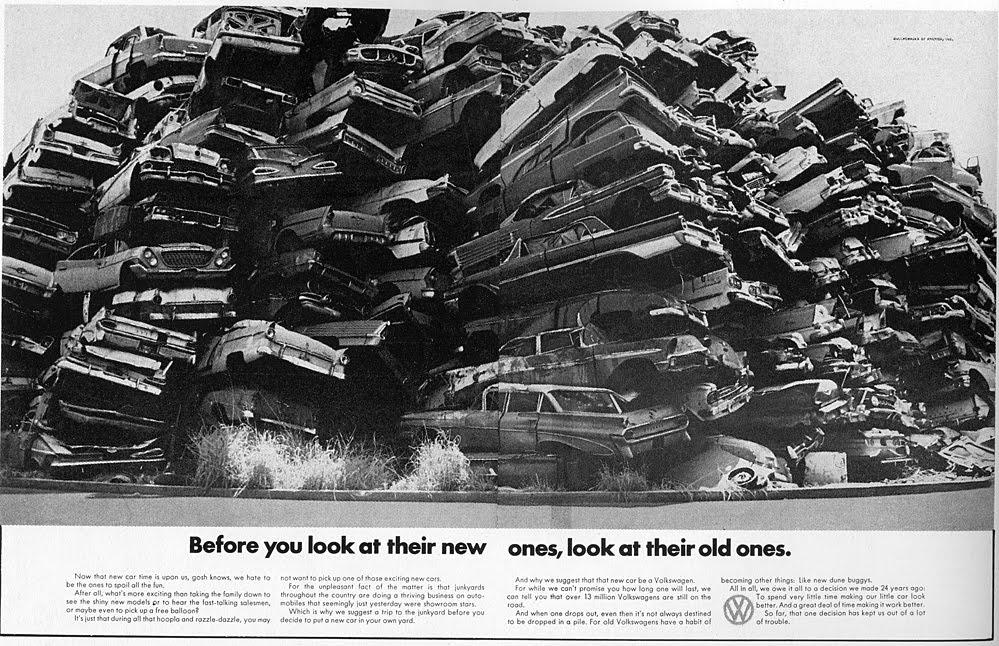 VOLKSWAGEN OF AMERICA, INC.
Before you look at their new ones, look at their old ones.
Now that new car time is upon us, gosh knows, we hate to
be the ones to spoil all the fun.
After all, what's more exciting than taking the family down to
see the shiny new models or to hear the fast-talking salesmen,
or maybe even to pick up a free balloon?
It's just that during all that hoopla and razzle-dazzle, you may
not want to pick up one of those exciting new cars.
For the unpleasant fact of the matter is that junkyards
throughout the country are doing a thriving business on auto-
mobiles that seemingly just yesterday were showroom stars.
Which is why we suggest a trip to the junkyard before you
decide to put a new car in your own yard.
And why we suggest that that new car be a Volkswagen.
For while we can't promise you how long one will last, we
can tell you that over 13 million Volkswagens are still on the
road.
And when one drops out, even then it's not always destined
to be dropped in a pile. For old Volkswagens have a habit of
becoming other things: Like new dune buggys.
All in all, we owe it all to a decision we made 24 years ago:
To spend very little time making our little car look
better. And a great deal of time making it work better.
So far, that one decision has kept us out of a lot
of trouble.
VW